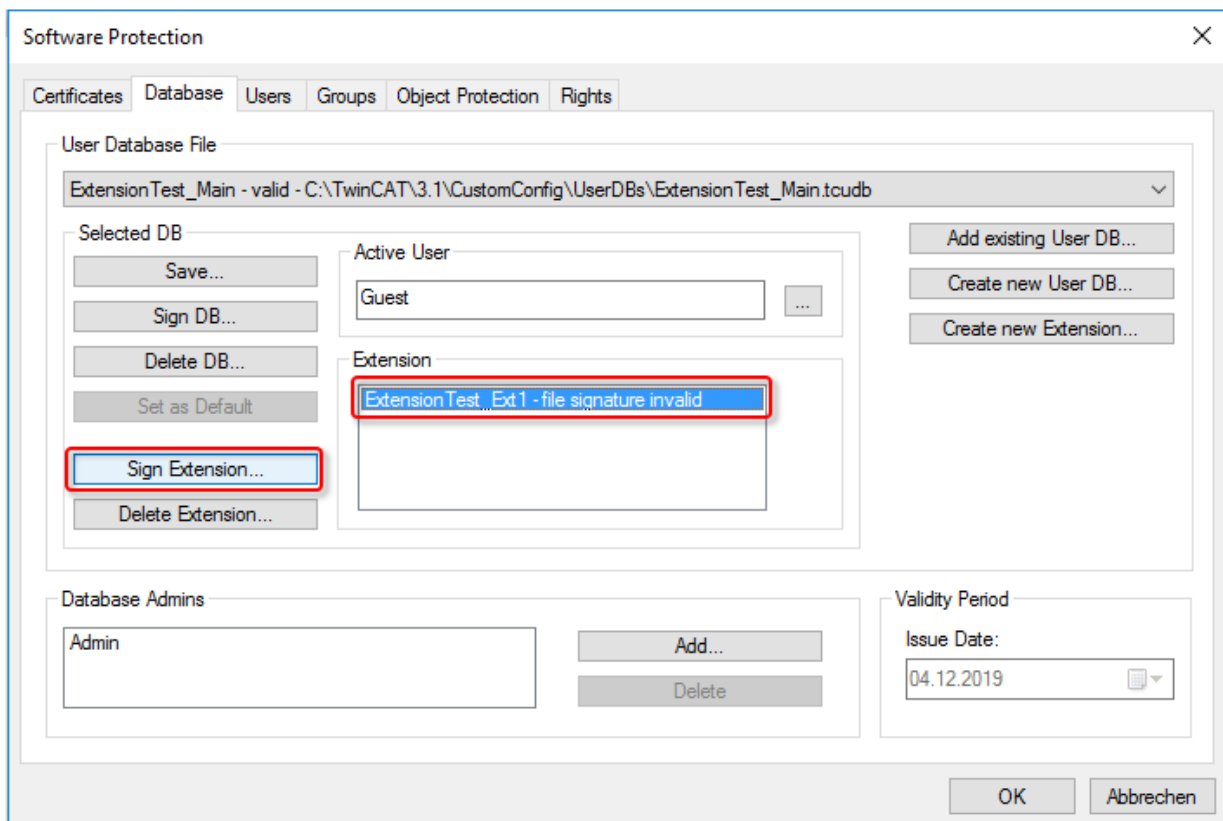 Software Protection
Certificates Database Users Groups Object Protection Rights
User Database File
ExtensionTest_Main - valid - C:\TwinCAT\3.1\CustomConfig\UserDBs\ExtensionTest_Main.tcudb
Selected DB
Save...
Sign DB...
Delete DB...
Set as Default
Sign Extension...
Delete Extension...
Active User
Guest
...
Extension
ExtensionTest_Ext1 - file signature invalid
Add existing User DB...
Create new User DB...
Create new Extension...
Database Admins
Admin
Add...
Delete
Validity Period
Issue Date:
04.12.2019
OK
Abbrechen